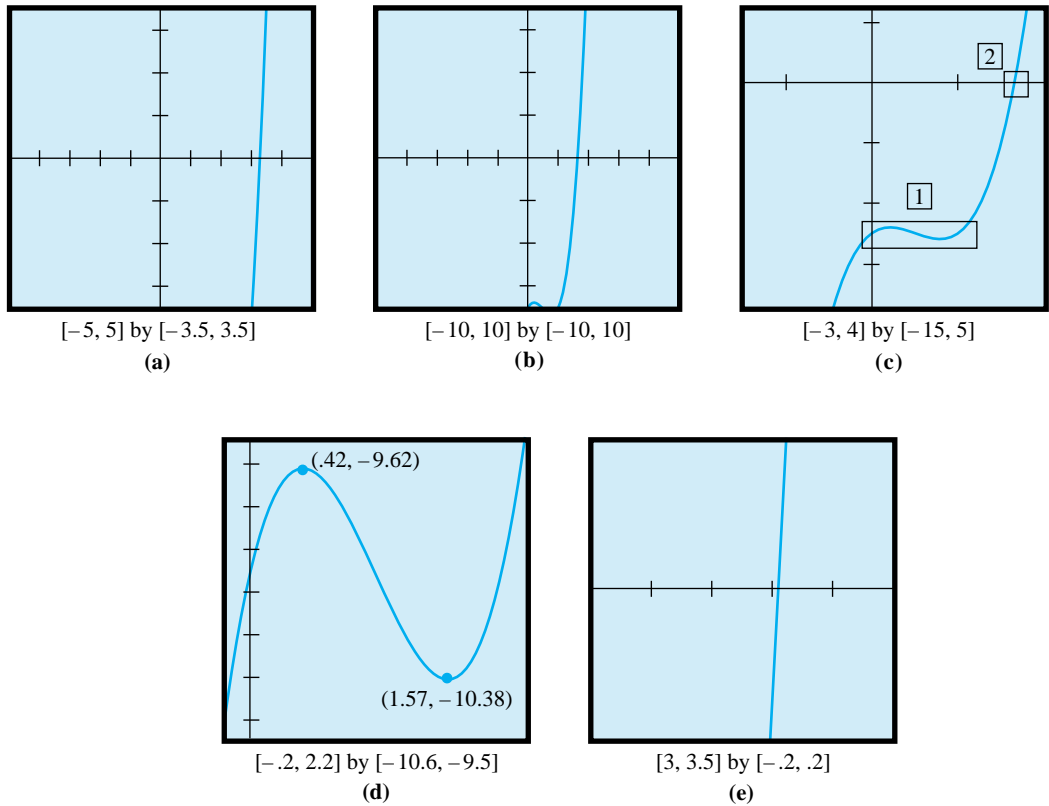 2
1
[–5, 5] by [–3.5, 3.5]
(a)
[–10, 10] by [–10, 10]
(b)
[–3, 4] by [–15, 5]
(c)
(.42, –9.62)
(1.57, –10.38)
[– .2, 2.2] by [–10.6, –9.5]
(d)
[3, 3.5] by [– .2, .2]
(e)